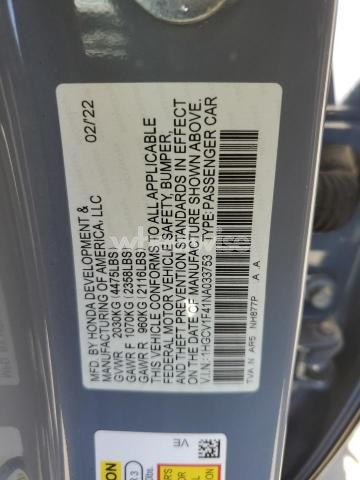 MFD. BY HONDA DEVELOPMENT & 02/'22
MANUFACTURING OF AMERICA, LLC
GVWR 2030KG (4475LBS)
GAWR F 1070KG (2358LBS)
GAWR R 960KG (2116LBS)
THIS VEHICLE CONFORMS TO ALL APPLICABLE
FEDERAL MOTOR VEHICLE SAFETY, BUMPER,
AND THEFT PREVENTION STANDARDS IN EFFECT
ON THE DATE OF MANUFACTURE SHOWN ABOVE.
V.I.N.: 1HGCV1F41NA033753 TYPE: PASSENGER CAR
TVA N AR5 NH877P A A
VE